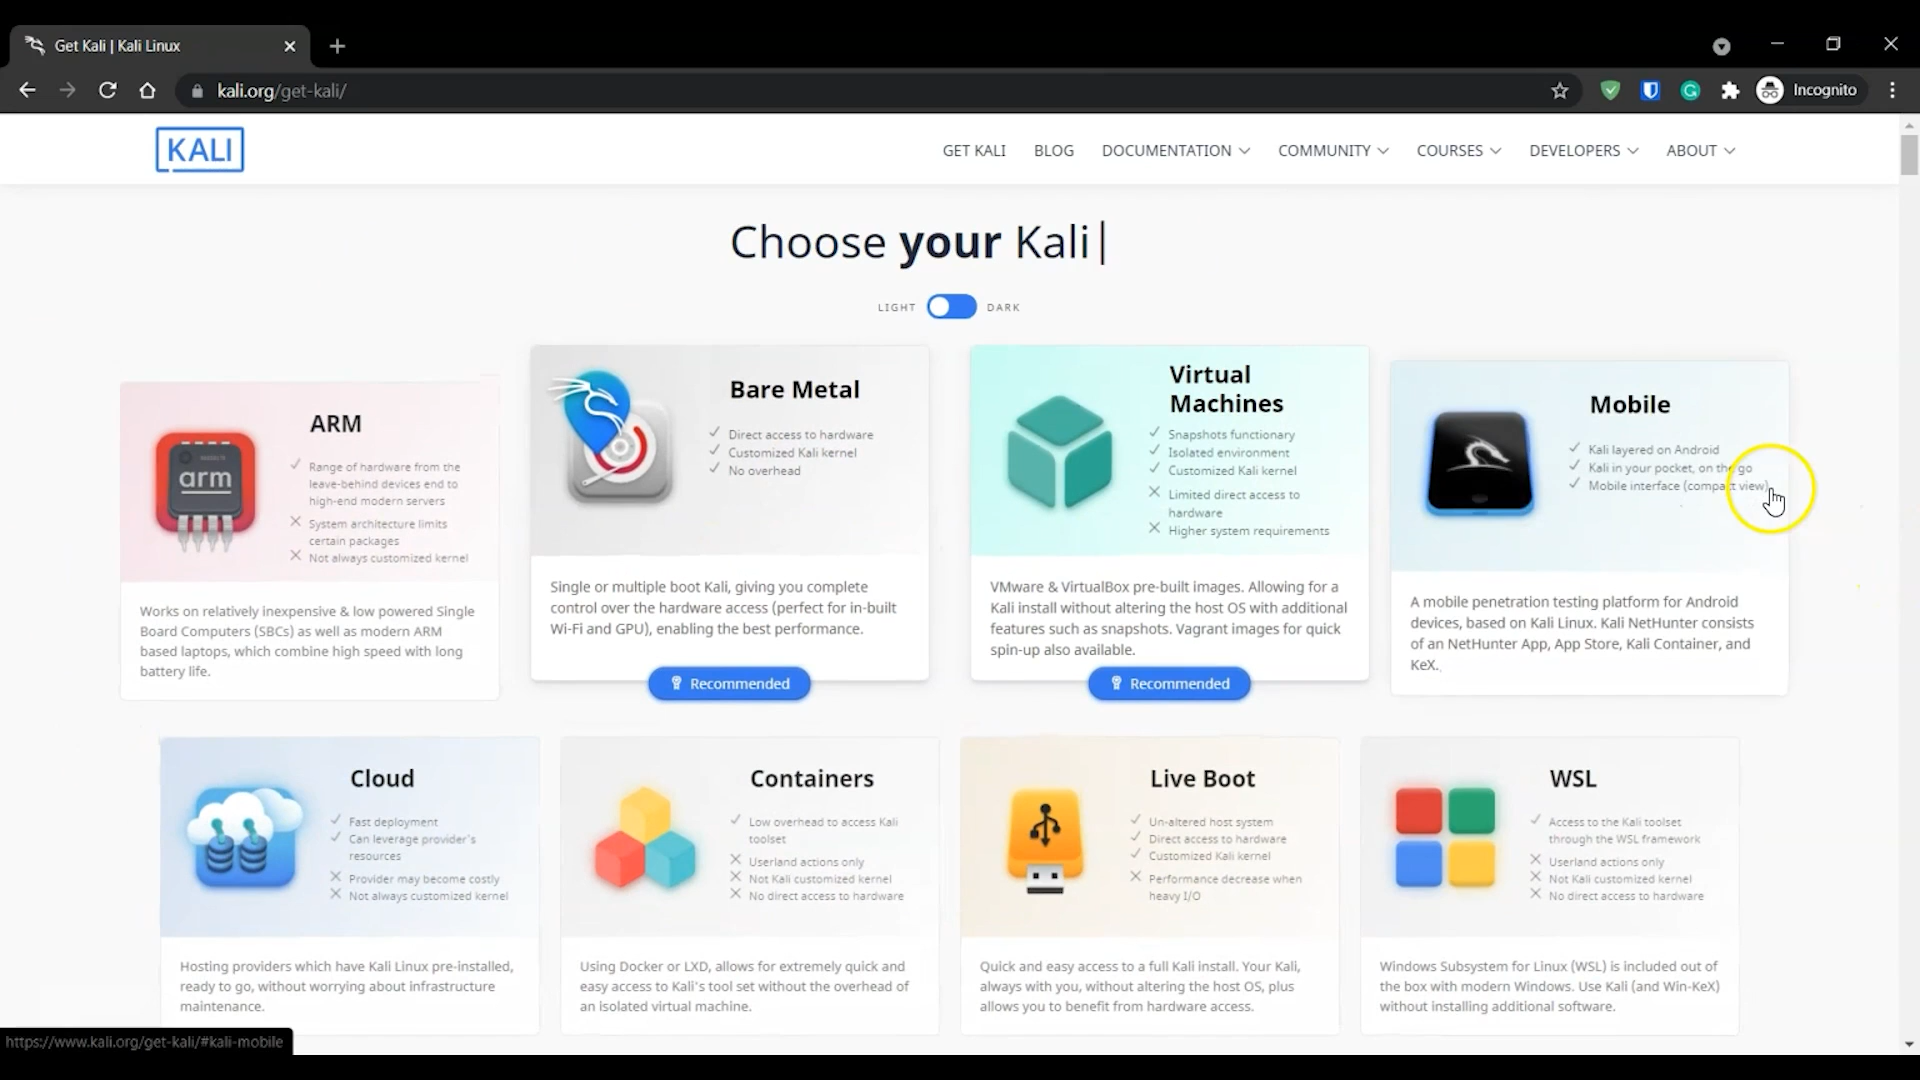 Get Kali | Kali Linux
kali.org/get-kali/
Incognito
KALI
GET KALI
BLOG
DOCUMENTATION
COMMUNITY
COURSES
DEVELOPERS
ABOUT
Choose your Kali
LIGHT
DARK
ARM
arm
Range of hardware from the
leave-behind devices end to
high-end modern servers
System architecture limits
certain packages
Not always customized kernel
Works on relatively inexpensive & low powered Single
Board Computers (SBCs) as well as modern ARM
based laptops, which combine high speed with long
battery life.
Bare Metal
Direct access to hardware
Customized Kali kernel
No overhead
Single or multiple boot Kali, giving you complete
control over the hardware access (perfect for in-built
Wi-Fi and GPU), enabling the best performance.
Recommended
Virtual
Machines
Snapshots functionary
Isolated environment
Customized Kali kernel
Limited direct access to
hardware
Higher system requirements
VMware & VirtualBox pre-built images. Allowing for a
Kali install without altering the host OS with additional
features such as snapshots. Vagrant images for quick
spin-up also available.
Recommended
Mobile
Kali layered on Android
Kali in your pocket, on the go
Mobile interface (compact view)
A mobile penetration testing platform for Android
devices, based on Kali Linux. Kali NetHunter consists
of an NetHunter App, App Store, Kali Container, and
KeX.
Cloud
Fast deployment
Can leverage provider's
resources
Provider may become costly
Not always customized kernel
Hosting providers which have Kali Linux pre-installed,
ready to go, without worrying about infrastructure
maintenance.
Containers
Low overhead to access Kali
toolset
Userland actions only
Not Kali customized kernel
No direct access to hardware
Using Docker or LXD, allows for extremely quick and
easy access to Kali's tool set without the overhead of
an isolated virtual machine.
Live Boot
Un-altered host system
Direct access to hardware
Customized Kali kernel
Performance decrease when
heavy I/O
Quick and easy access to a full Kali install. Your Kali,
always with you, without altering the host OS, plus
allows you to benefit from hardware access.
WSL
Access to the Kali toolset
through the WSL framework
Userland actions only
Not Kali customized kernel
No direct access to hardware
Windows Subsystem for Linux (WSL) is included out of
the box with modern Windows. Use Kali (and Win-KeX)
without installing additional software.
https://www.kali.org/get-kali/#kali-mobile